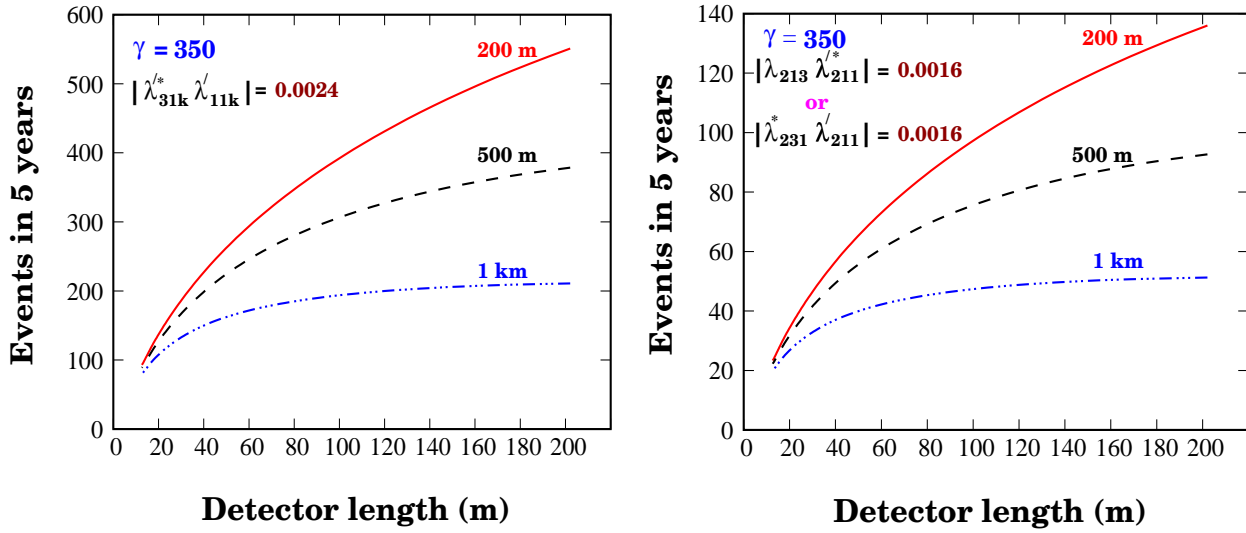 600
500
400
300
200
100
0
Events in 5 years
γ = 350
| λ′*31k λ′11k | = 0.0024
200 m
500 m
1 km
0 20 40 60 80 100 120 140 160 180 200
Detector length (m)
140
120
100
80
60
40
20
0
Events in 5 years
γ = 350
|λ213 λ′*211| = 0.0016
or
|λ*231 λ′211| = 0.0016
200 m
500 m
1 km
0 20 40 60 80 100 120 140 160 180 200
Detector length (m)